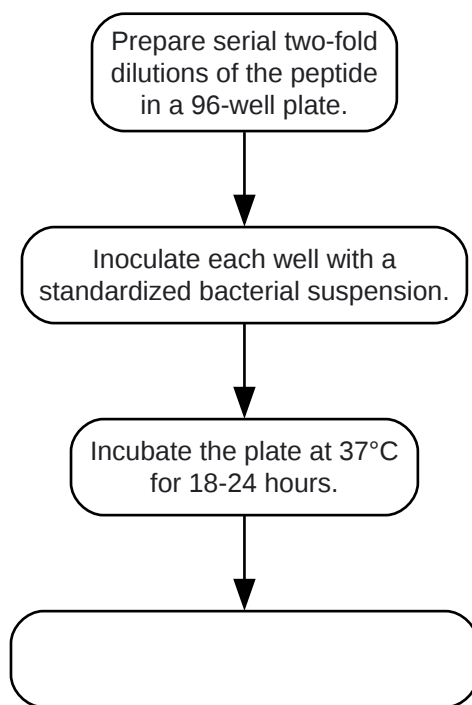 Prepare serial two-fold
dilutions of the peptide
in a 96-well plate.
Inoculate each well with a
standardized bacterial suspension.
Incubate the plate at 37°C
for 18-24 hours.